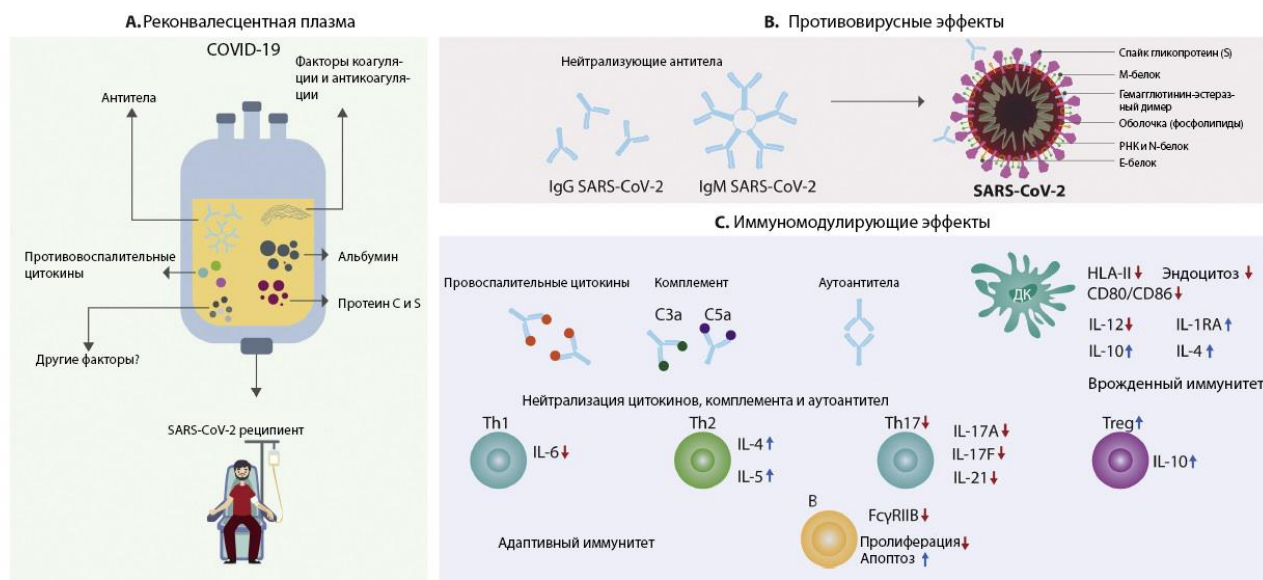 А. Реконвалесцентная плазма
COVID-19
Факторы коагуля-
ции и антикоагуля-
ции
Антитела
Противовоспалительные
цитокины
Альбумин
Протеин С и S
Другие факторы?
SARS-CoV-2 реципиент
В. Противовирусные эффекты
Нейтрализующие антитела
IgG SARS-CoV-2
IgM SARS-CoV-2
Спайк гликопротеин (S)
М-белок
Гемагглютинин-эстераз-
ный димер
Оболочка (фосфолипиды)
РНК и N-белок
Е-белок
SARS-CoV-2
С. Иммуномодулирующие эффекты
Провоспалительные цитокины
Комплемент
C3a
C5a
Аутоантитела
ДК
HLA-II↓ Эндоцитоз ↓
CD80/CD86↓
IL-12↓ IL-1RA↑
IL-10↑ IL-4↑
Врожденный иммунитет
Нейтрализация цитокинов, комплемента и аутоантител
Th1
IL-6↓
Th2
IL-4↑
IL-5↑
Th17↓
IL-17A↓
IL-17F↓
IL-21↓
Treg↑
IL-10↑
B
FcγRIIB↓
Пролиферация↓
Апоптоз ↑
Адаптивный иммунитет